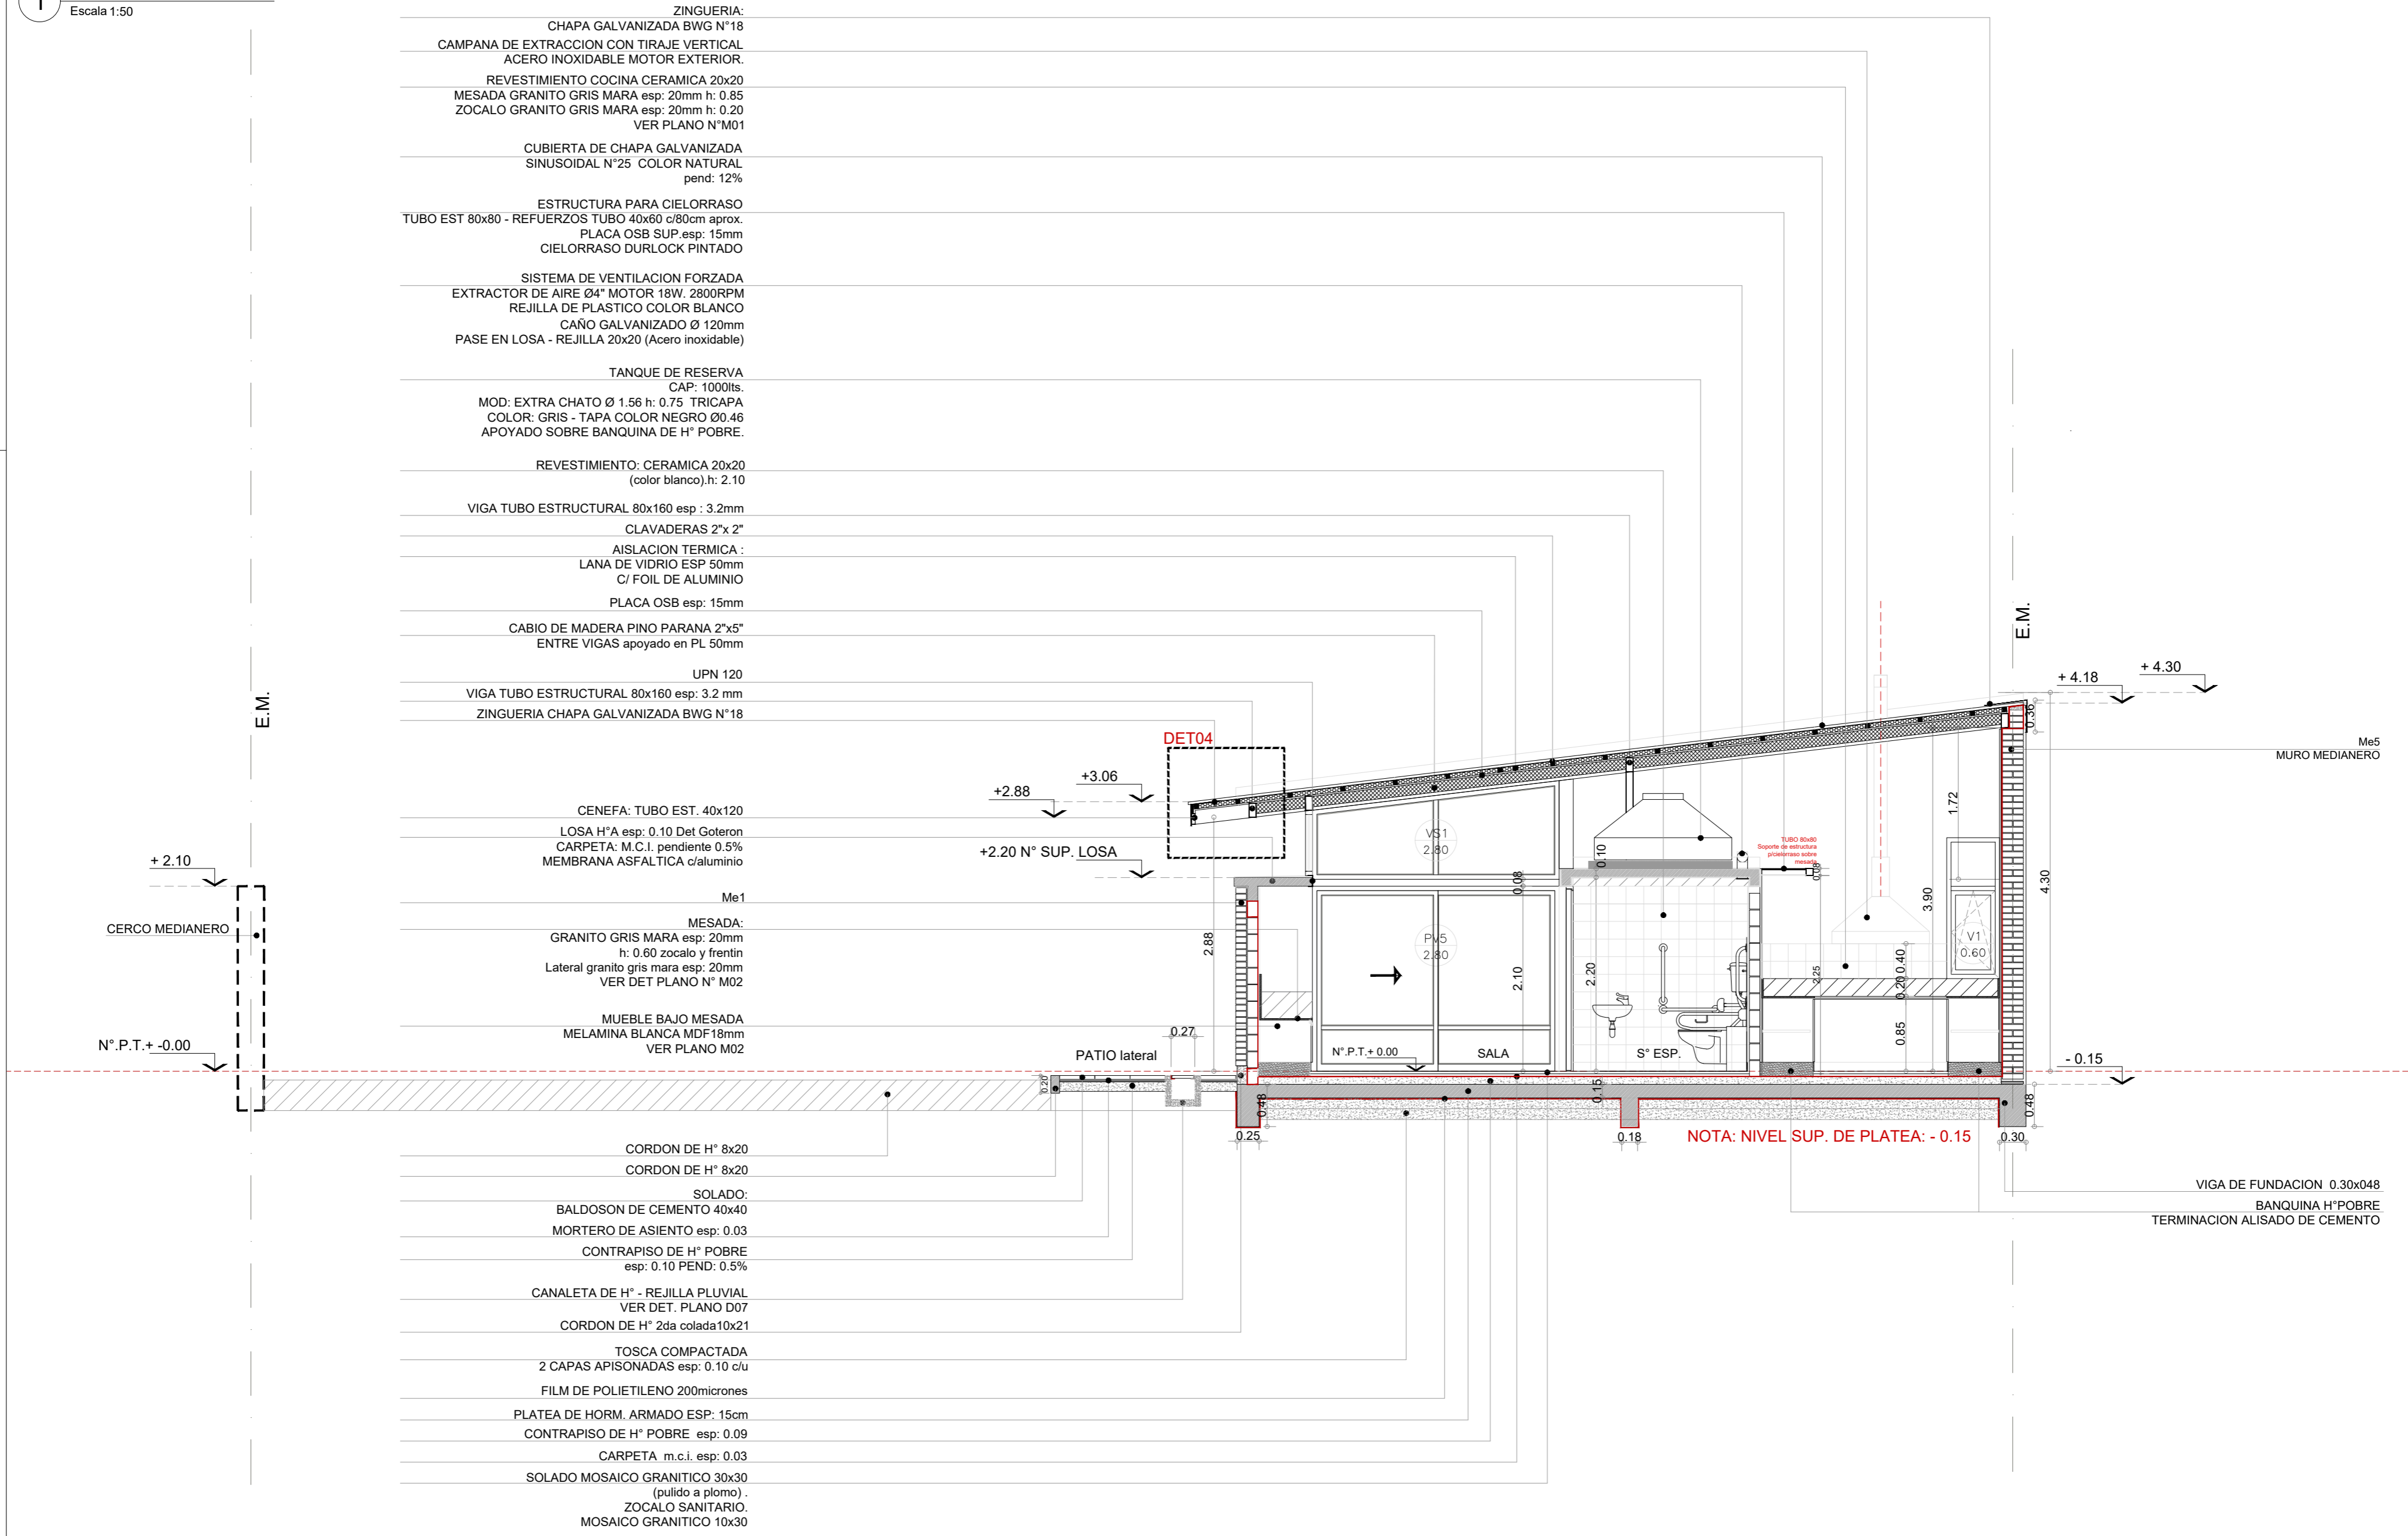 1
Escala 1:50
ZINGUERIA:
CHAPA GALVANIZADA BWG N°18
CAMPANA DE EXTRACCION CON TIRAJE VERTICAL
ACERO INOXIDABLE MOTOR EXTERIOR.
REVESTIMIENTO COCINA CERAMICA 20x20
MESADA GRANITO GRIS MARA esp: 20mm h: 0.85
ZOCALO GRANITO GRIS MARA esp: 20mm h: 0.20
VER PLANO N°M01
CUBIERTA DE CHAPA GALVANIZADA
SINUSOIDAL N°25 COLOR NATURAL
pend: 12%
ESTRUCTURA PARA CIELORRASO
TUBO EST 80x80 - REFUERZOS TUBO 40x60 c/80cm aprox.
PLACA OSB SUP.esp: 15mm
CIELORRASO DURLOCK PINTADO
SISTEMA DE VENTILACION FORZADA
EXTRACTOR DE AIRE Ø4" MOTOR 18W. 2800RPM
REJILLA DE PLASTICO COLOR BLANCO
CAÑO GALVANIZADO Ø 120mm
PASE EN LOSA - REJILLA 20x20 (Acero inoxidable)
TANQUE DE RESERVA
CAP: 1000lts.
MOD: EXTRA CHATO Ø 1.56 h: 0.75 TRICAPA
COLOR: GRIS - TAPA COLOR NEGRO Ø0.46
APOYADO SOBRE BANQUINA DE H° POBRE.
REVESTIMIENTO: CERAMICA 20x20
(color blanco).h: 2.10
VIGA TUBO ESTRUCTURAL 80x160 esp : 3.2mm
CLAVADERAS 2"x 2"
AISLACION TERMICA :
LANA DE VIDRIO ESP 50mm
C/ FOIL DE ALUMINIO
PLACA OSB esp: 15mm
CABIO DE MADERA PINO PARANA 2"x5"
ENTRE VIGAS apoyado en PL 50mm
UPN 120
VIGA TUBO ESTRUCTURAL 80x160 esp: 3.2 mm
ZINGUERIA CHAPA GALVANIZADA BWG N°18
CENEFA: TUBO EST. 40x120
LOSA H°A esp: 0.10 Det Goteron
CARPETA: M.C.I. pendiente 0.5%
MEMBRANA ASFALTICA c/aluminio
Me1
MESADA:
GRANITO GRIS MARA esp: 20mm
h: 0.60 zocalo y frentin
Lateral granito gris mara esp: 20mm
VER DET PLANO N° M02
MUEBLE BAJO MESADA
MELAMINA BLANCA MDF18mm
VER PLANO M02
E.M.
+ 2.10
CERCO MEDIANERO
N°.P.T.+ -0.00
PATIO lateral
0.27
0.20
DET04
+2.88
+3.06
+2.20 N° SUP. LOSA
2.88
VS1
2.80
PV5
2.80
N°.P.T.+ 0.00
SALA
0.08
2.10
0.10
2.20
S° ESP.
0.15
TUBO 80x80
Soporte de estructura
p/cielorraso sobre
mesada
0.08
2.25
3.90
0.40
0.20
0.85
1.72
V1
0.60
4.30
0.36
E.M.
+ 4.18
+ 4.30
Me5
MURO MEDIANERO
- 0.15
0.48
0.25
0.18
NOTA: NIVEL SUP. DE PLATEA: - 0.15
0.30
0.48
VIGA DE FUNDACION 0.30x048
BANQUINA H°POBRE
TERMINACION ALISADO DE CEMENTO
CORDON DE H° 8x20
CORDON DE H° 8x20
SOLADO:
BALDOSON DE CEMENTO 40x40
MORTERO DE ASIENTO esp: 0.03
CONTRAPISO DE H° POBRE
esp: 0.10 PEND: 0.5%
CANALETA DE H° - REJILLA PLUVIAL
VER DET. PLANO D07
CORDON DE H° 2da colada10x21
TOSCA COMPACTADA
2 CAPAS APISONADAS esp: 0.10 c/u
FILM DE POLIETILENO 200micrones
PLATEA DE HORM. ARMADO ESP: 15cm
CONTRAPISO DE H° POBRE esp: 0.09
CARPETA m.c.i. esp: 0.03
SOLADO MOSAICO GRANITICO 30x30
(pulido a plomo) .
ZOCALO SANITARIO.
MOSAICO GRANITICO 10x30